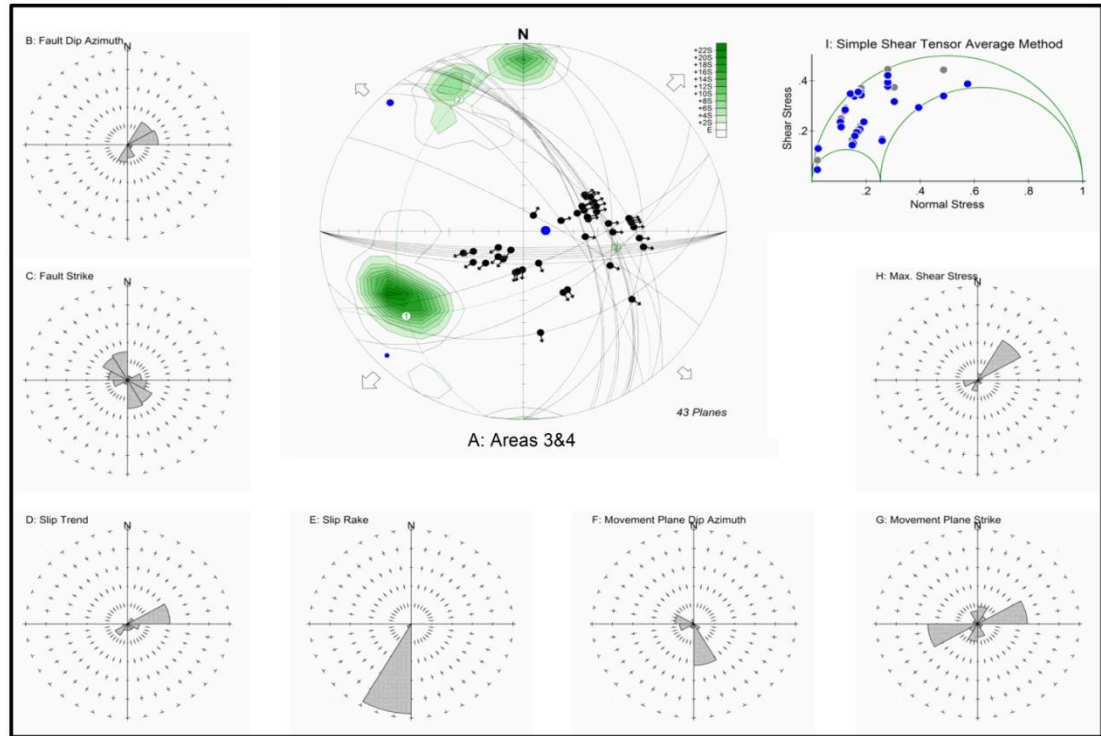 B: Fault Dip Azimuth
N
N
+22S
+20S
+18S
+16S
+14S
+12S
+10S
+8S
+6S
+4S
+2S
E
I: Simple Shear Tensor Average Method
Shear Stress
.4
.2
.2
.4
.6
.8
1
Normal Stress
C: Fault Strike
N
1
2
3
43 Planes
A: Areas 3&4
H: Max. Shear Stress
N
D: Slip Trend
N
E: Slip Rake
N
F: Movement Plane Dip Azimuth
N
G: Movement Plane Strike
N